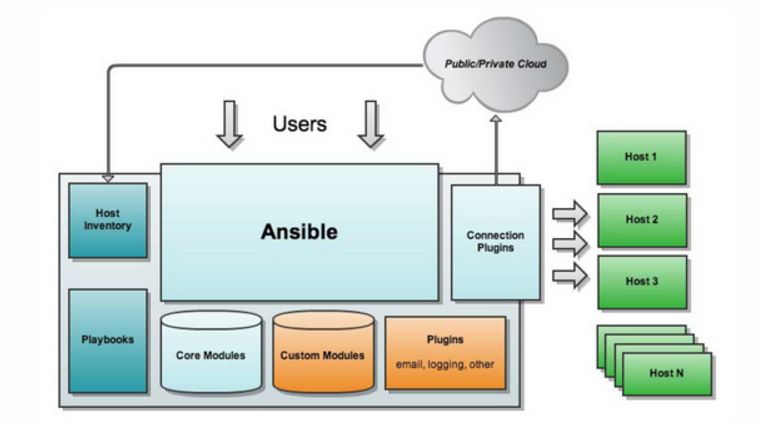 Public/Private Cloud
Users
Host 1
Host
Inventory
Ansible
Connection
Plugins
Host 2
Host 3
Playbooks
Core Modules
Custom Modules
Plugins
email, logging, other
Host N